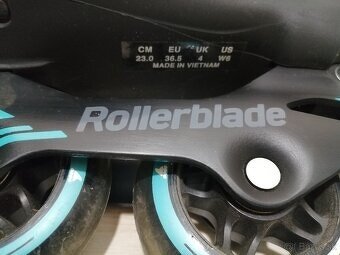 CM EU UK US
23.0 36.5 4 W6
MADE IN VIETNAM
Rollerblade